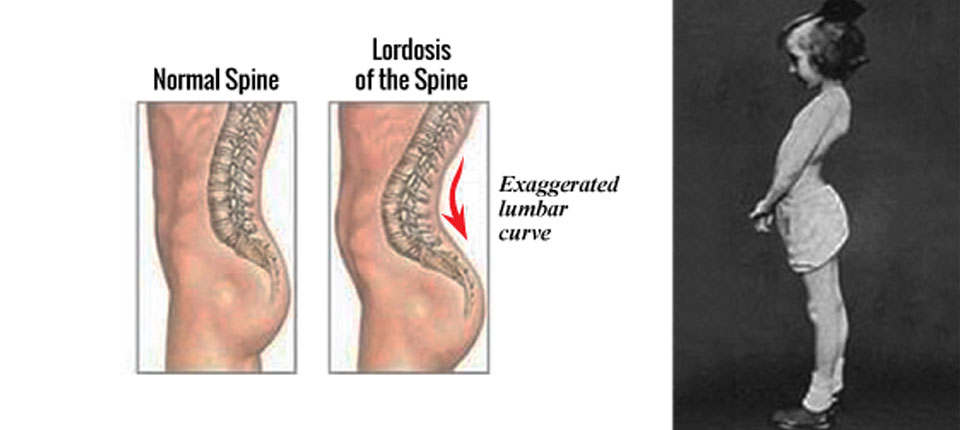 Normal Spine
Lordosis
of the Spine
Exaggerated
lumbar
curve